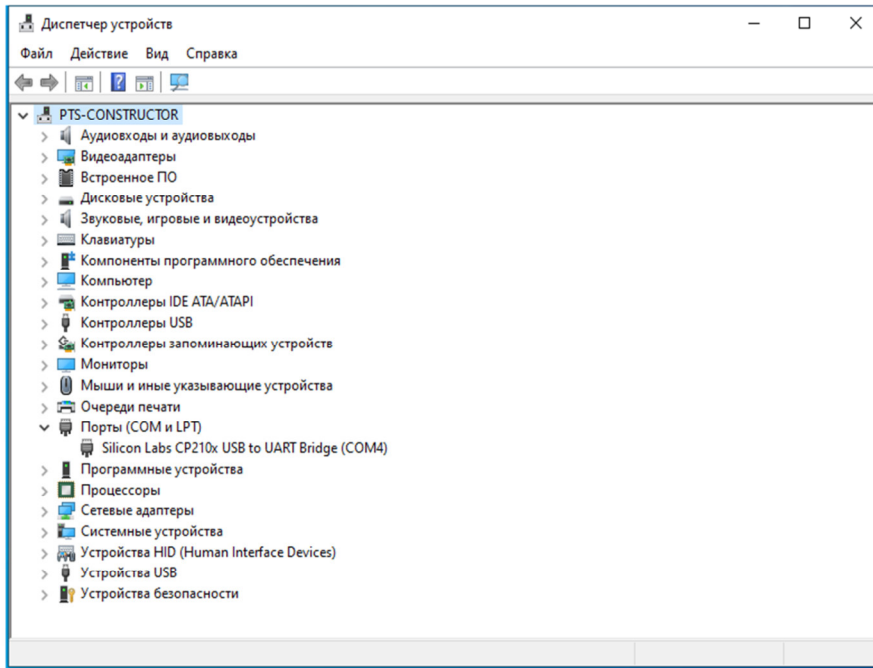 Диспетчер устройств
Файл Действие Вид Справка
PTS-CONSTRUCTOR
Аудиовходы и аудиовыходы
Видеоадаптеры
Встроенное ПО
Дисковые устройства
Звуковые, игровые и видеоустройства
Клавиатуры
Компоненты программного обеспечения
Компьютер
Контроллеры IDE ATA/ATAPI
Контроллеры USB
Контроллеры запоминающих устройств
Мониторы
Мыши и иные указывающие устройства
Очереди печати
Порты (COM и LPT)
Silicon Labs CP210x USB to UART Bridge (COM4)
Программные устройства
Процессоры
Сетевые адаптеры
Системные устройства
Устройства HID (Human Interface Devices)
Устройства USB
Устройства безопасности